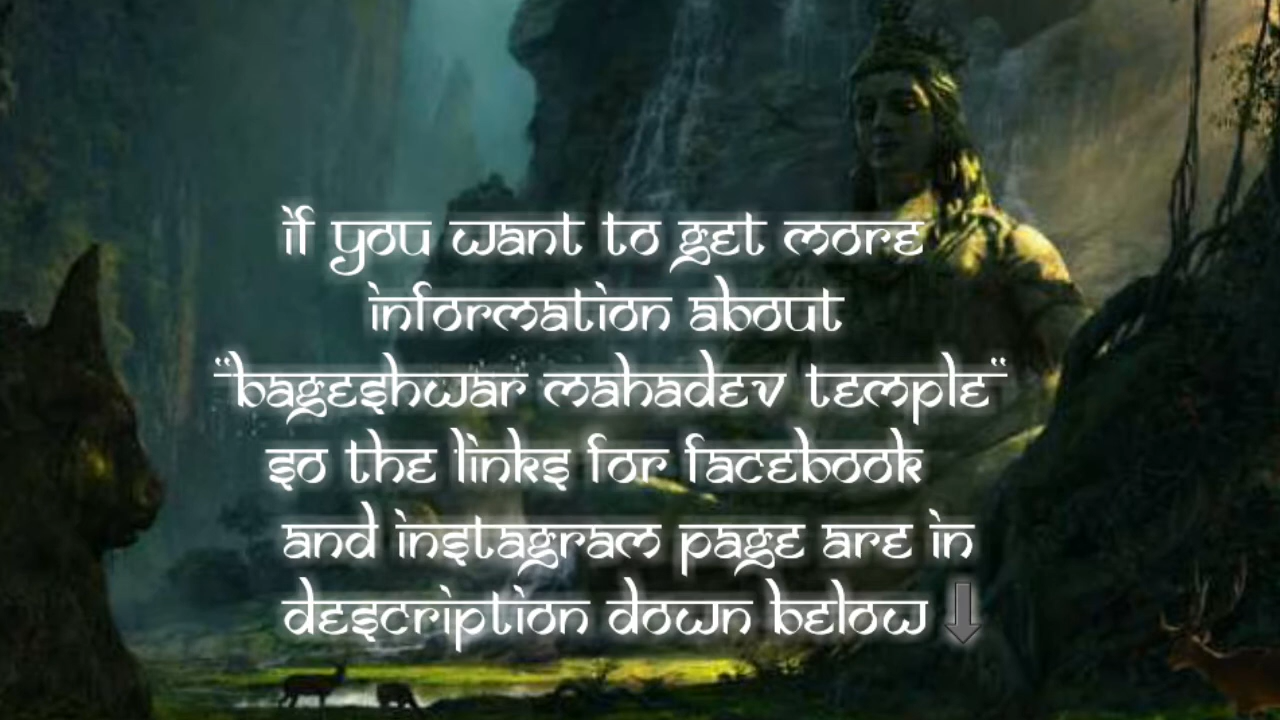 if you want to get more
information about
"bageshwar mahadev temple"
so the links for facebook
and instagram page are in
description down below